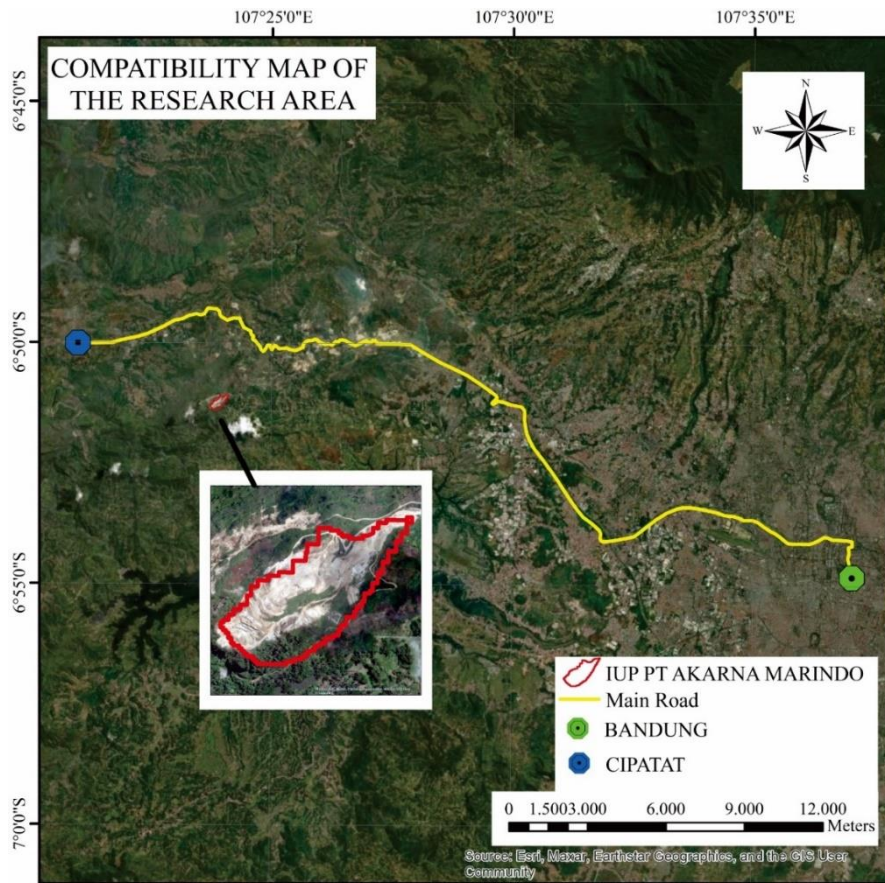 107°25'0"E 107°30'0"E 107°35'0"E
COMPATIBILITY MAP OF
THE RESEARCH AREA
N
W E
S
6°45'0"S
6°50'0"S
6°55'0"S
7°0'0"S
IUP PT AKARNA MARINDO
Main Road
BANDUNG
CIPATAT
0 1.5003.000 6.000 9.000 12.000
Meters
Source: Esri, Maxar, Earthstar Geographics, and the GIS User
Community